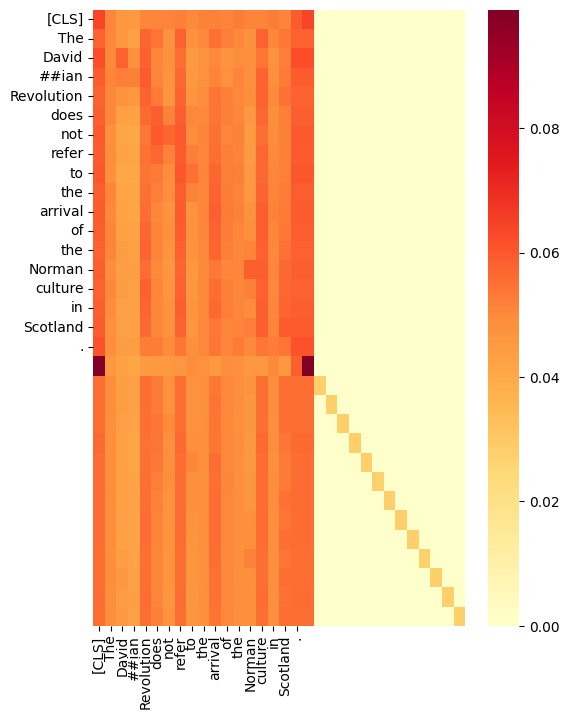 [CLS]
The
David
##ian
Revolution
does
not
refer
to
the
arrival
of
the
Norman
culture
in
Scotland
.
0.08
0.06
0.04
0.02
0.00
[CLS]
The
David
##ian
Revolution
does
not
refer
to
the
arrival
of
the
Norman
culture
in
Scotland
.